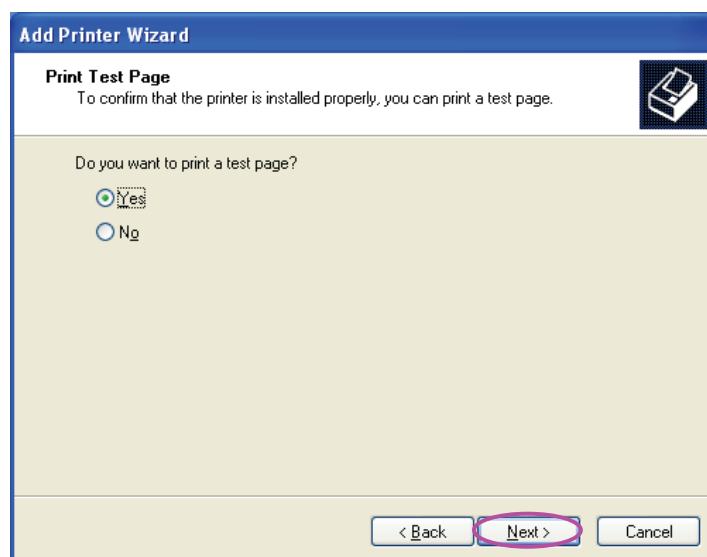 Add Printer Wizard
Print Test Page
To confirm that the printer is installed properly, you can print a test page.
Do you want to print a test page?
Yes
No
< Back Next > Cancel